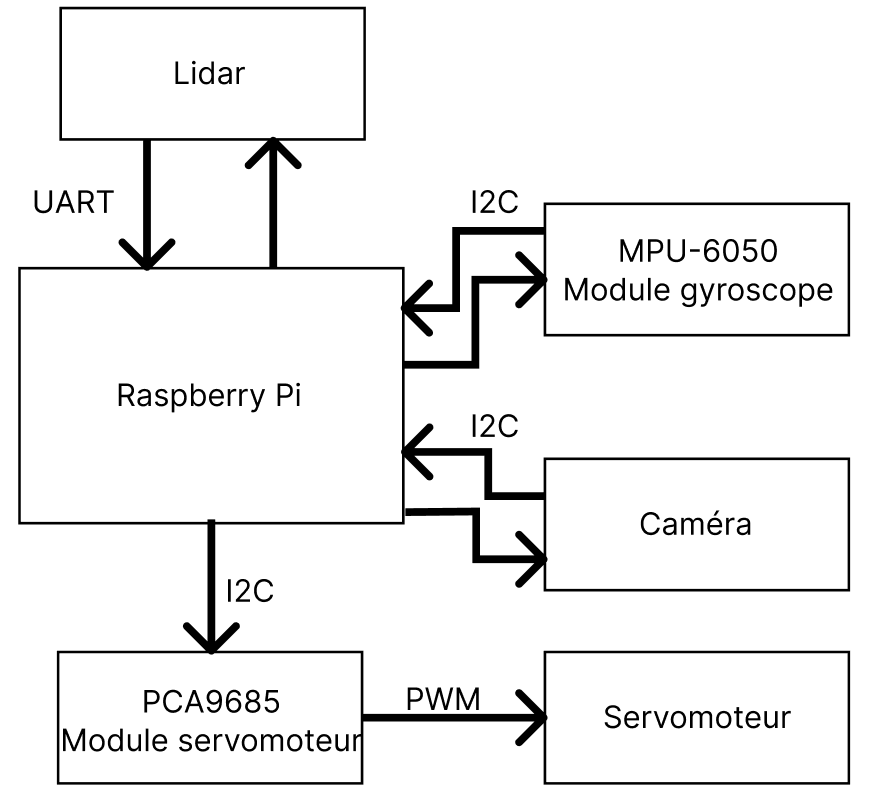 Lidar
UART
I2C
MPU-6050
Module gyroscope
Raspberry Pi
I2C
Caméra
I2C
PCA9685
Module servomoteur
PWM
Servomoteur